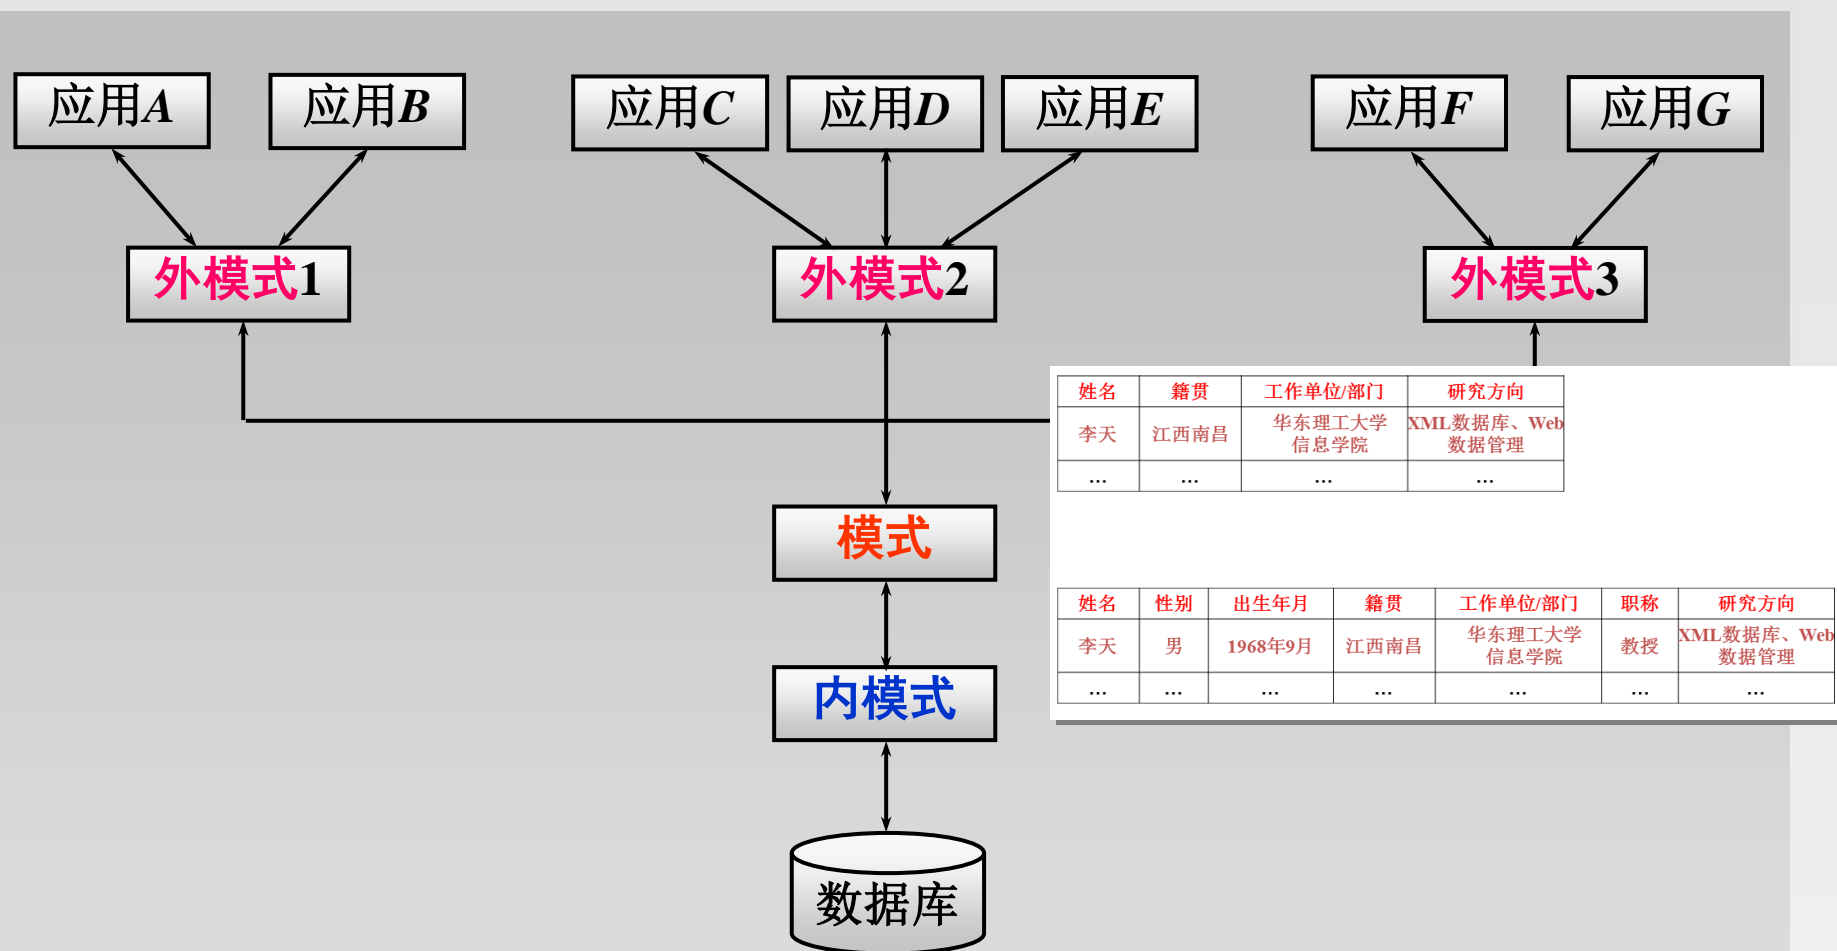 应用A 应用B 应用C 应用D 应用E 应用F 应用G
外模式1 外模式2 外模式3
姓名 籍贯 工作单位/部门 研究方向
李天 江西南昌 华东理工大学 XML数据库、Web
信息学院 数据管理
... ... ... ...
模式
姓名 性别 出生年月 籍贯 工作单位/部门 职称 研究方向
李天 男 1968年9月 江西南昌 华东理工大学 教授 XML数据库、Web
信息学院 数据管理
... ... ... ... ... ... ...
内模式
数据库